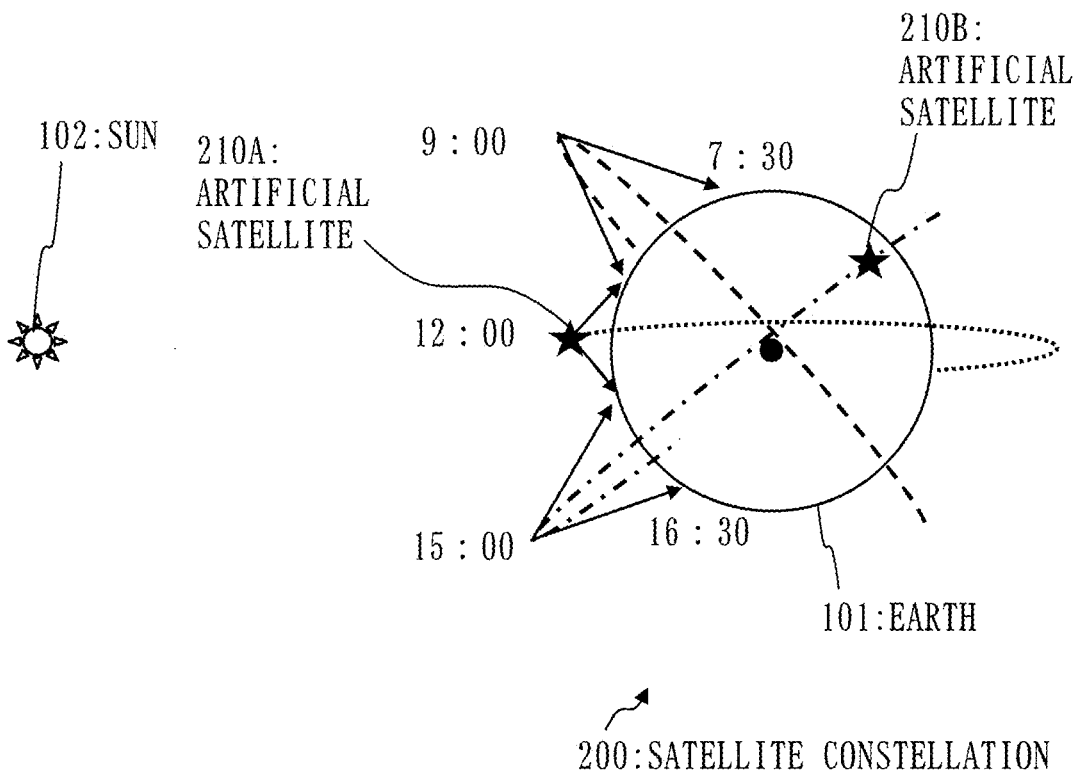 210B:
ARTIFICIAL
SATELLITE
102:SUN
210A:
ARTIFICIAL
SATELLITE
9:00
7:30
12:00
15:00
16:30
101:EARTH
200:SATELLITE CONSTELLATION